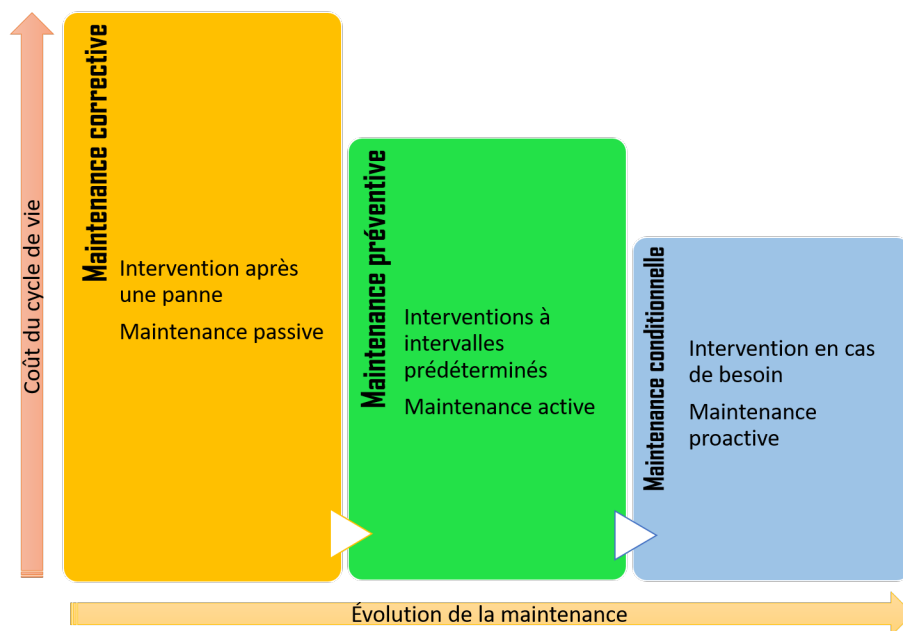 Coût du cycle de vie
Maintenance corrective
Intervention après
une panne
Maintenance passive
Maintenance préventive
Interventions à
intervalles
prédéterminés
Maintenance active
Maintenance conditionnelle
Intervention en cas
de besoin
Maintenance
proactive
Évolution de la maintenance